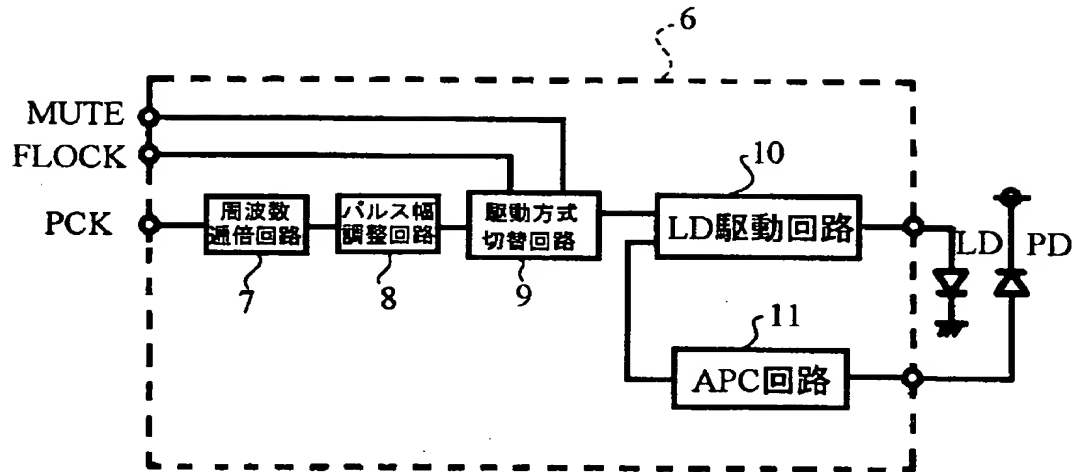 6
MUTE
FLOCK
PCK
周波数
逓倍回路
7
パルス幅
調整回路
8
駆動方式
切替回路
9
10
LD駆動回路
LD
PD
11
APC回路